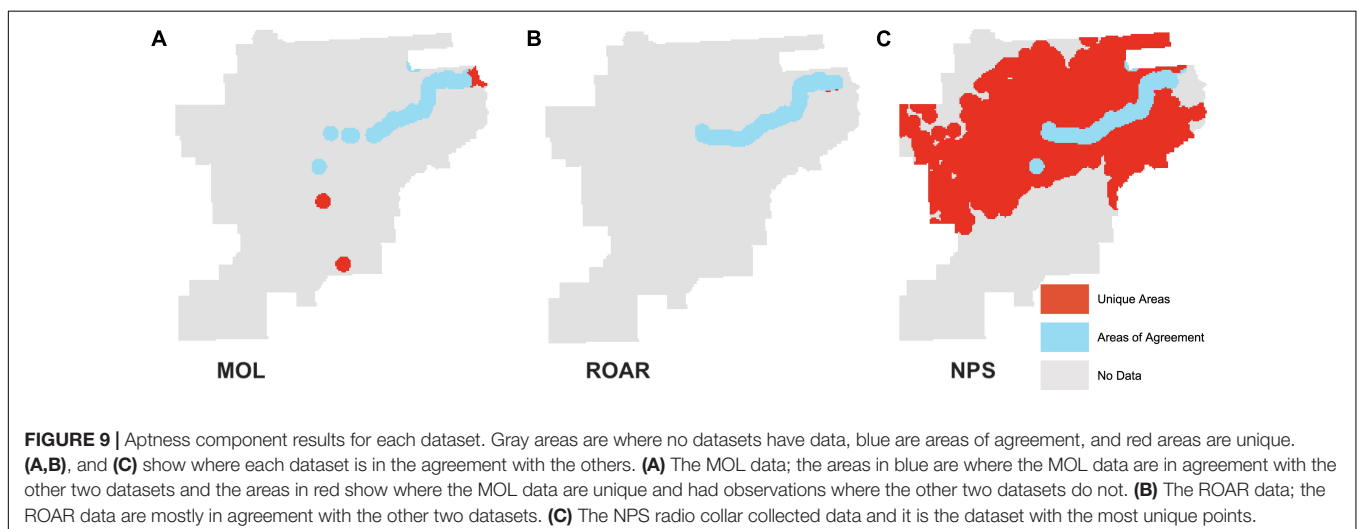 A
B
C
Unique Areas
Areas of Agreement
No Data
MOL
ROAR
NPS
FIGURE 9 | Aptness component results for each dataset. Gray areas are where no datasets have data, blue are areas of agreement, and red areas are unique.
(A,B), and (C) show where each dataset is in the agreement with the others. (A) The MOL data; the areas in blue are where the MOL data are in agreement with the
other two datasets and the areas in red show where the MOL data are unique and had observations where the other two datasets do not. (B) The ROAR data; the
ROAR data are mostly in agreement with the other two datasets. (C) The NPS radio collar collected data and it is the dataset with the most unique points.